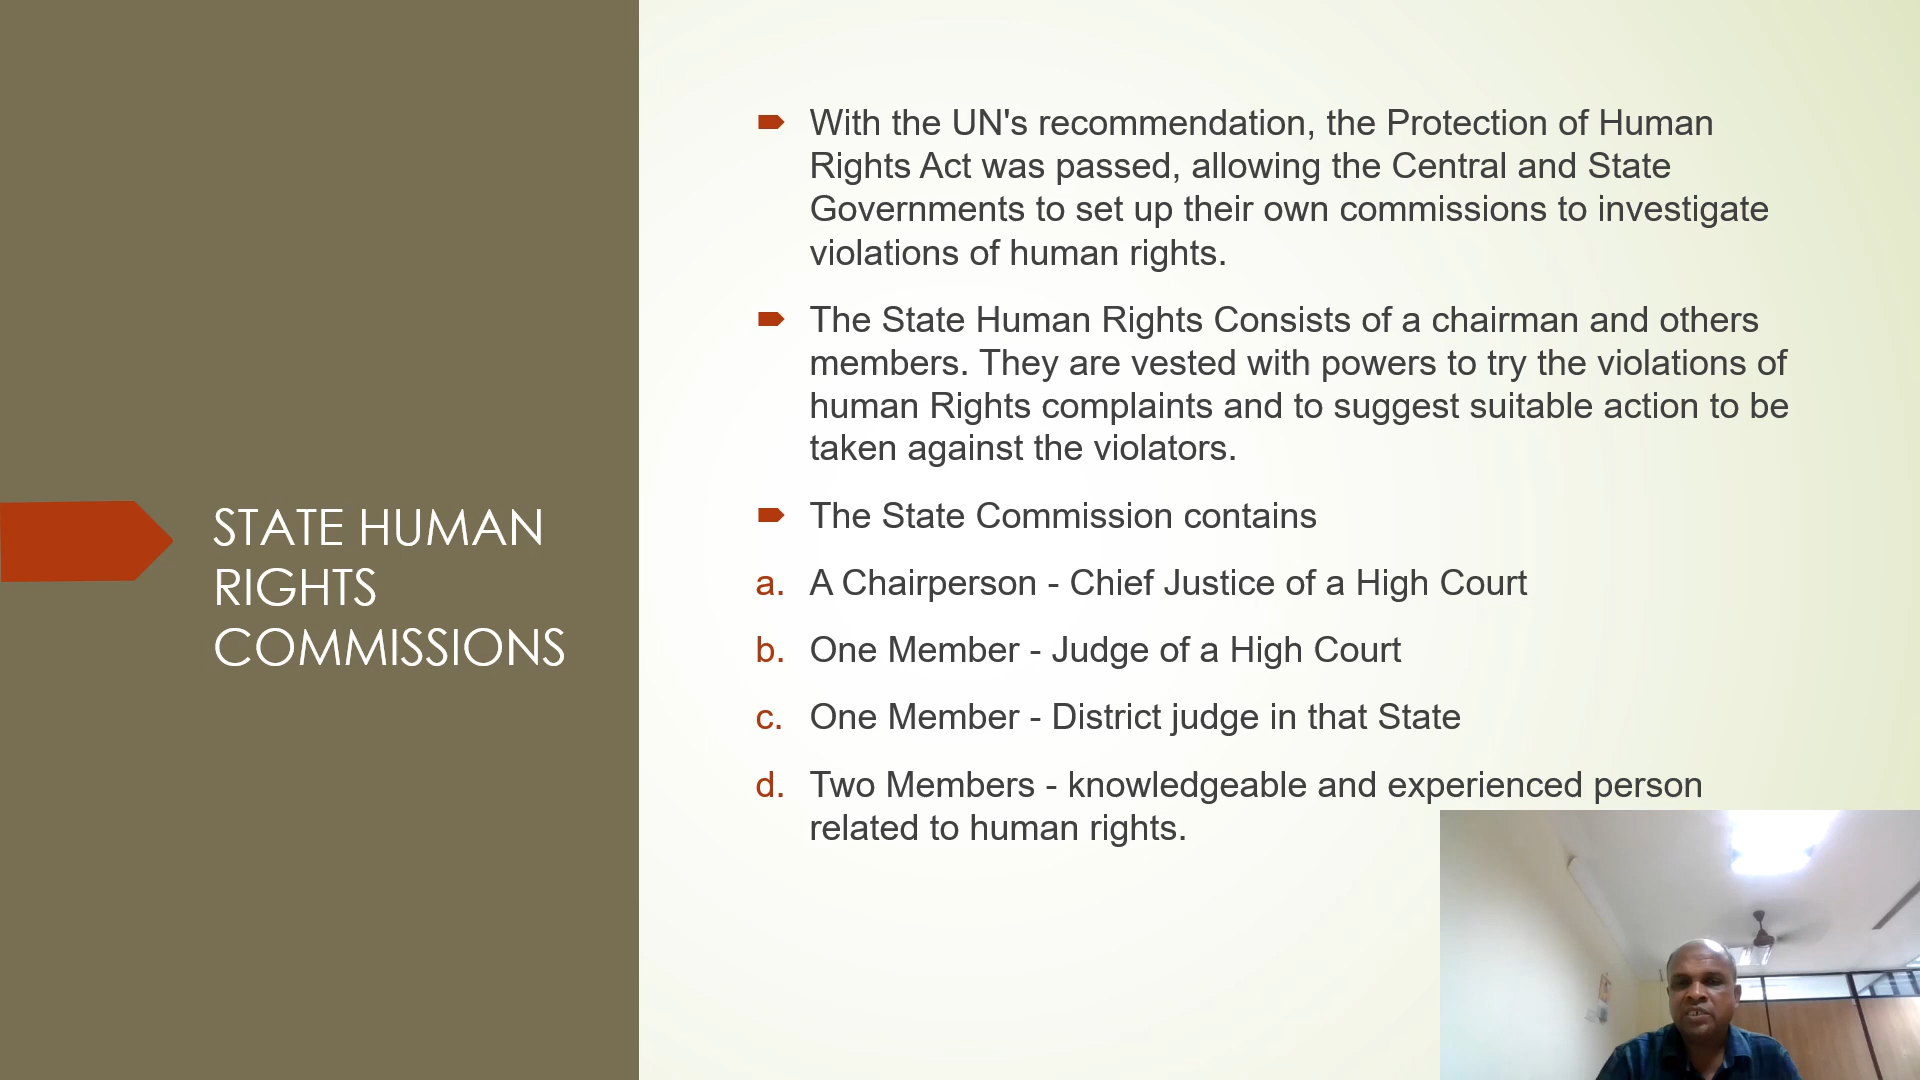 STATE HUMAN
RIGHTS
COMMISSIONS
With the UN's recommendation, the Protection of Human
Rights Act was passed, allowing the Central and State
Governments to set up their own commissions to investigate
violations of human rights.
The State Human Rights Consists of a chairman and others
members. They are vested with powers to try the violations of
human Rights complaints and to suggest suitable action to be
taken against the violators.
The State Commission contains
a. A Chairperson - Chief Justice of a High Court
b. One Member - Judge of a High Court
c. One Member - District judge in that State
d. Two Members - knowledgeable and experienced person
related to human rights.